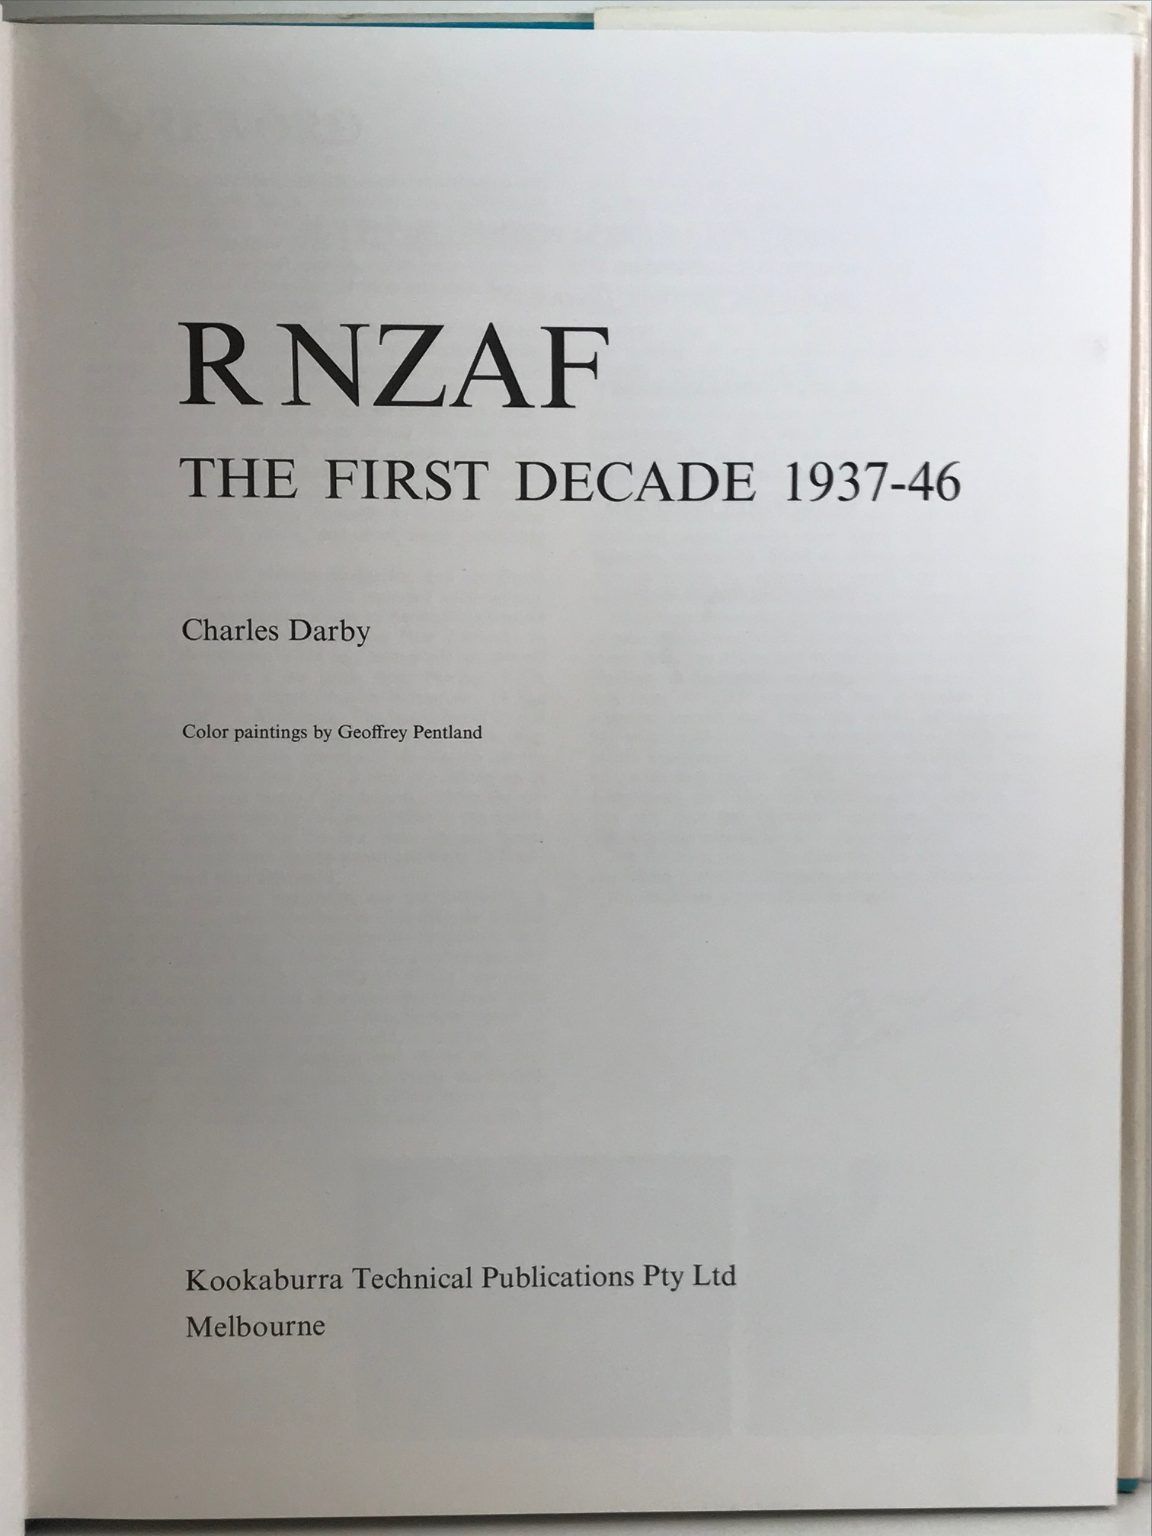 RNZAF
THE FIRST DECADE 1937-46
Charles Darby
Color paintings by Geoffrey Pentland
Kookaburra Technical Publications Pty Ltd
Melbourne